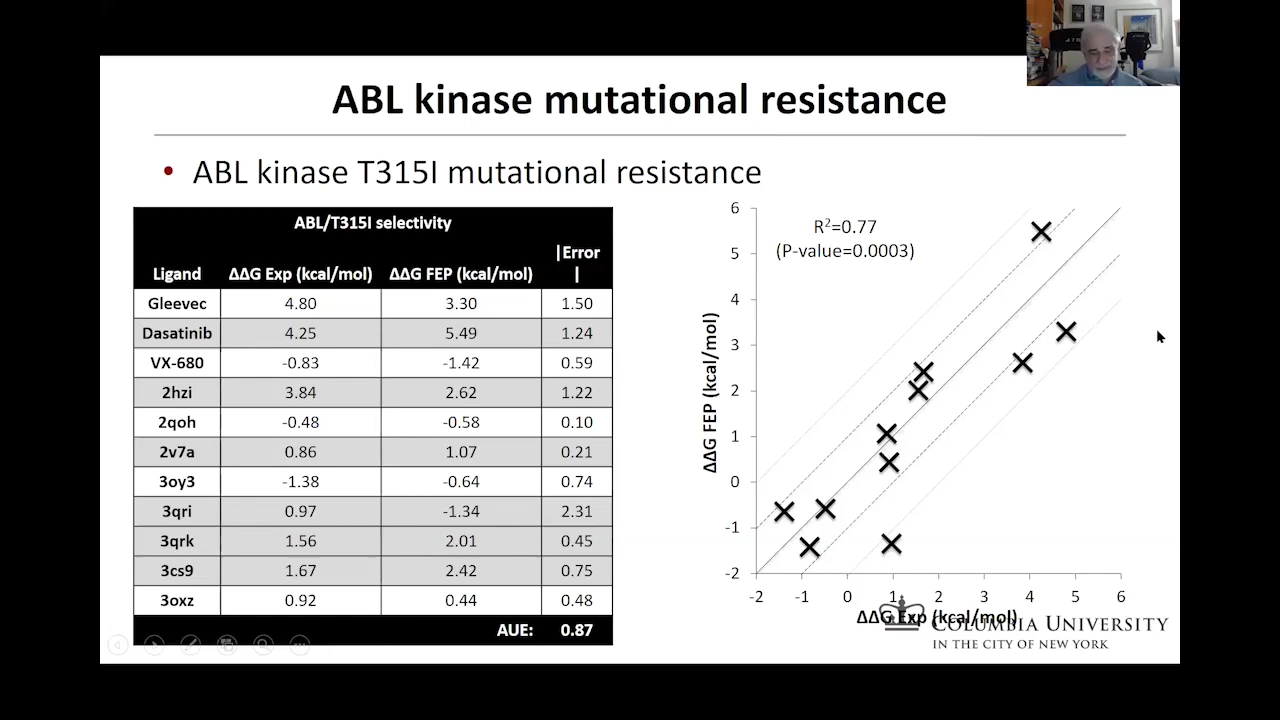 ABL kinase mutational resistance
• ABL kinase T315I mutational resistance
ABL/T315I selectivity
Ligand ΔΔG Exp (kcal/mol) ΔΔG FEP (kcal/mol) |Error
|
Gleevec 4.80 3.30 1.50
Dasatinib 4.25 5.49 1.24
VX-680 -0.83 -1.42 0.59
2hzi 3.84 2.62 1.22
2qoh -0.48 -0.58 0.10
2v7a 0.86 1.07 0.21
3oy3 -1.38 -0.64 0.74
3qri 0.97 -1.34 2.31
3qrk 1.56 2.01 0.45
3cs9 1.67 2.42 0.75
3oxz 0.92 0.44 0.48
AUE: 0.87
R²=0.77
(P-value=0.0003)
ΔΔG FEP (kcal/mol)
6
5
4
3
2
1
0
-1
-2
-2 -1 0 1 2 3 4 5 6
ΔΔG Exp (kcal/mol)
COLUMBIA UNIVERSITY
IN THE CITY OF NEW YORK